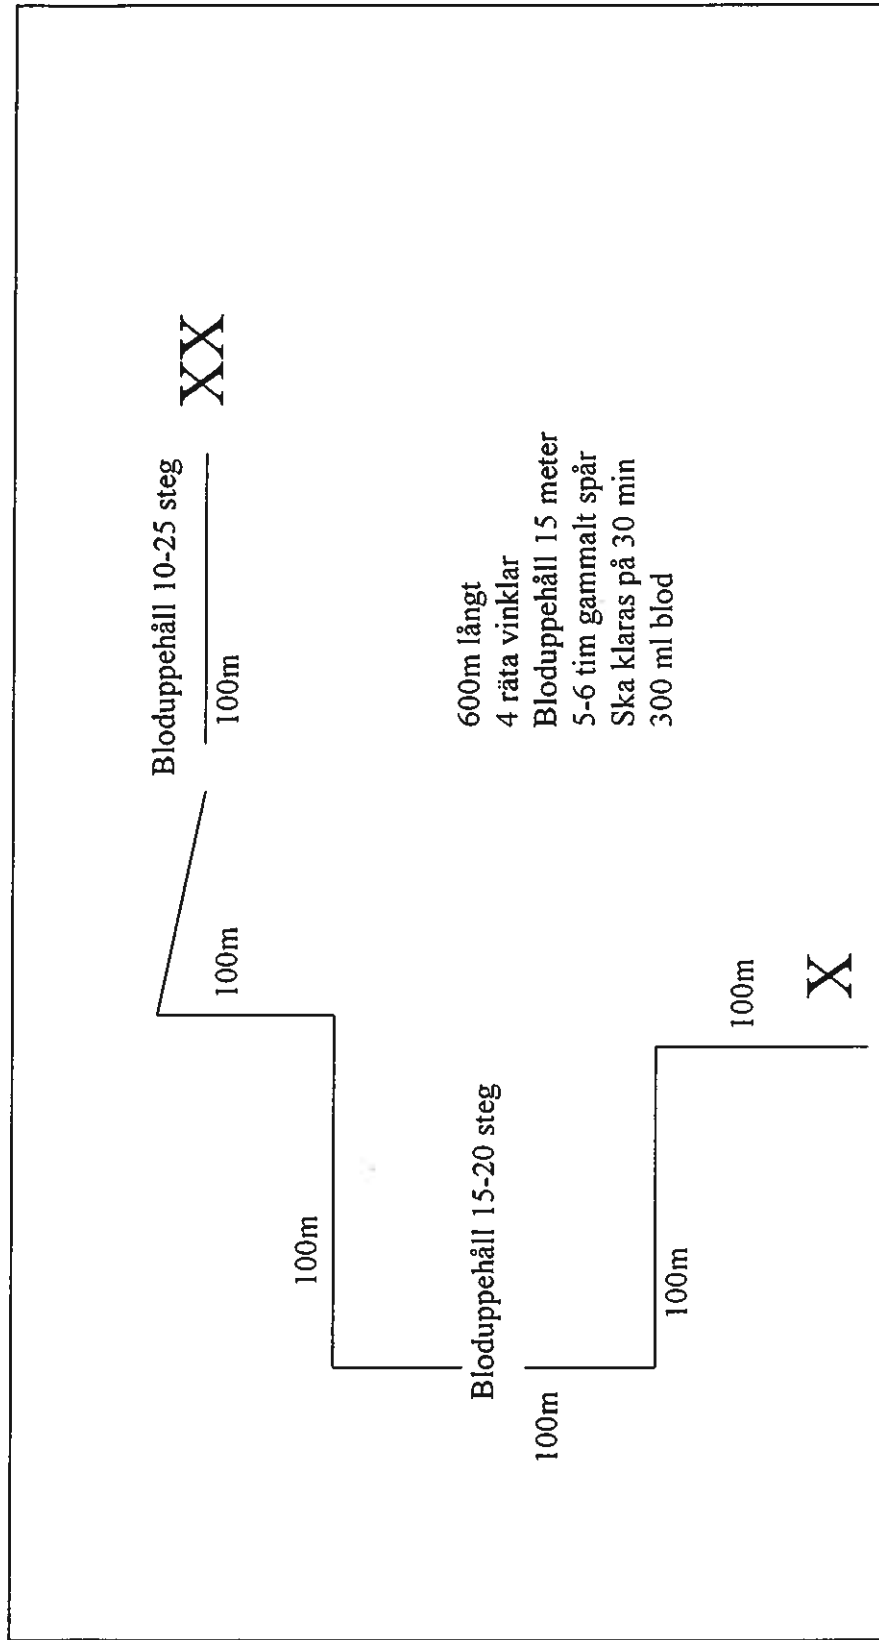 Bloduppehåll 10-25 steg
XX
100m
100m
100m
Bloduppehåll 15-20 steg
100m
100m
100m
X
600m långt
4 räta vinklar
Bloduppehåll 15 meter
5-6 tim gammalt spår
Ska klaras på 30 min
300 ml blod